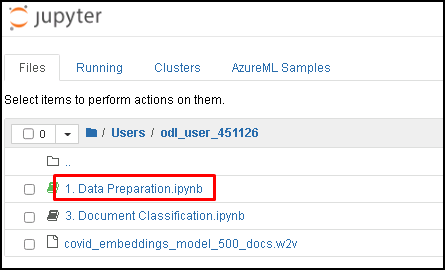 jupyter
Files Running Clusters AzureML Samples
Select items to perform actions on them.
0 / Users / odl_user_451126
..
1. Data Preparation.ipynb
3. Document Classification.ipynb
covid_embeddings_model_500_docs.w2v